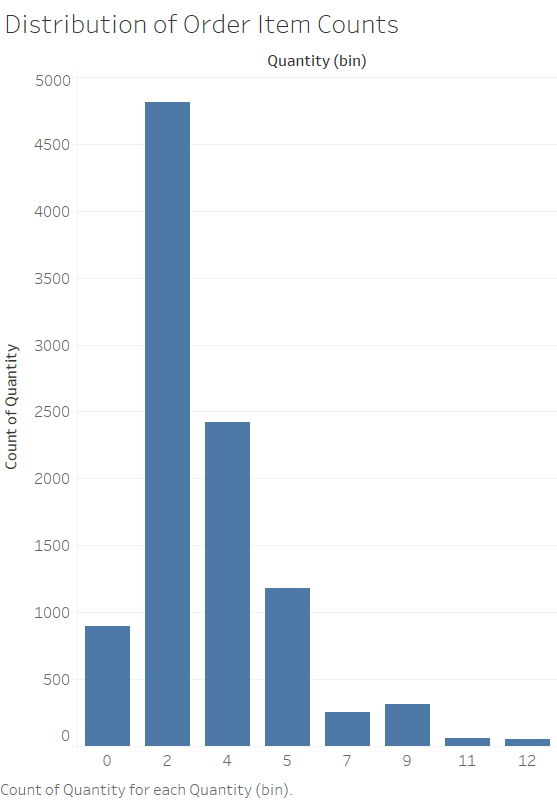 Distribution of Order Item Counts
Quantity (bin)
5000
4500
4000
3500
3000
2500
2000
1500
1000
500
0
Count of Quantity
0 2 4 5 7 9 11 12
Count of Quantity for each Quantity (bin).